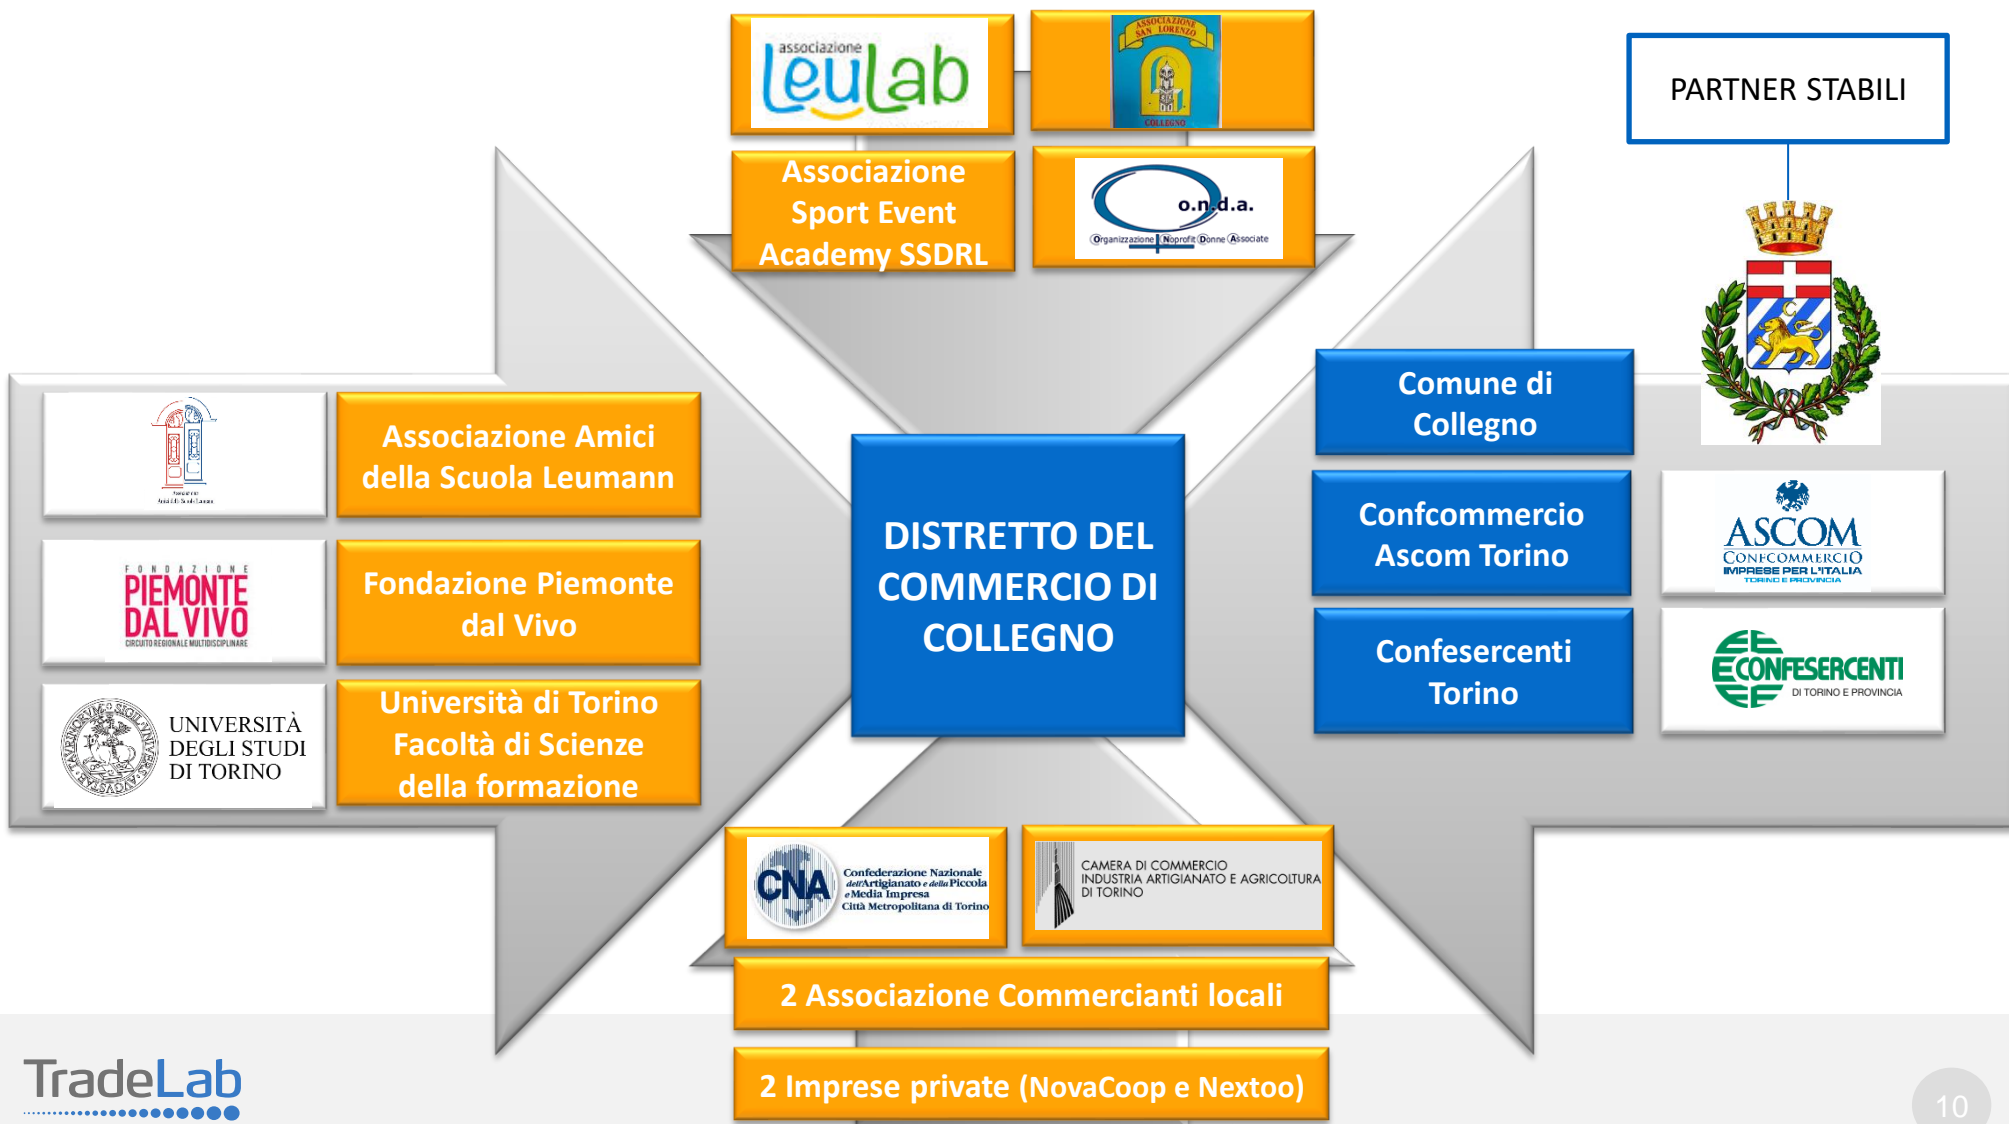 associazione
LeuLab
ASSOCIAZIONE
SAN LORENZO
COLLEGNO
PARTNER STABILI
Associazione
Sport Event
Academy SSDRL
o.n.d.a.
Organizzazione Noprofit Donne Associate
Comune di
Collegno
Associazione Amici
della Scuola Leumann
Associazione
Amici della Scuola Leumann
DISTRETTO DEL
COMMERCIO DI
COLLEGNO
Confcommercio
Ascom Torino
ASCOM
CONFCOMMERCIO
IMPRESE PER L'ITALIA
TORINO E PROVINCIA
FONDAZIONE
PIEMONTE
DAL VIVO
CIRCUITO REGIONALE MULTIDISCIPLINARE
Fondazione Piemonte
dal Vivo
Confesercenti
Torino
CONFESERCENTI
DI TORINO E PROVINCIA
UNIVERSITÀ
DEGLI STUDI
DI TORINO
Università di Torino
Facoltà di Scienze
della formazione
CNA
Confederazione Nazionale
dell'Artigianato e della Piccola
e Media Impresa
Città Metropolitana di Torino
CAMERA DI COMMERCIO
INDUSTRIA ARTIGIANATO E AGRICOLTURA
DI TORINO
2 Associazione Commercianti locali
2 Imprese private (NovaCoop e Nextoo)
TradeLab
10